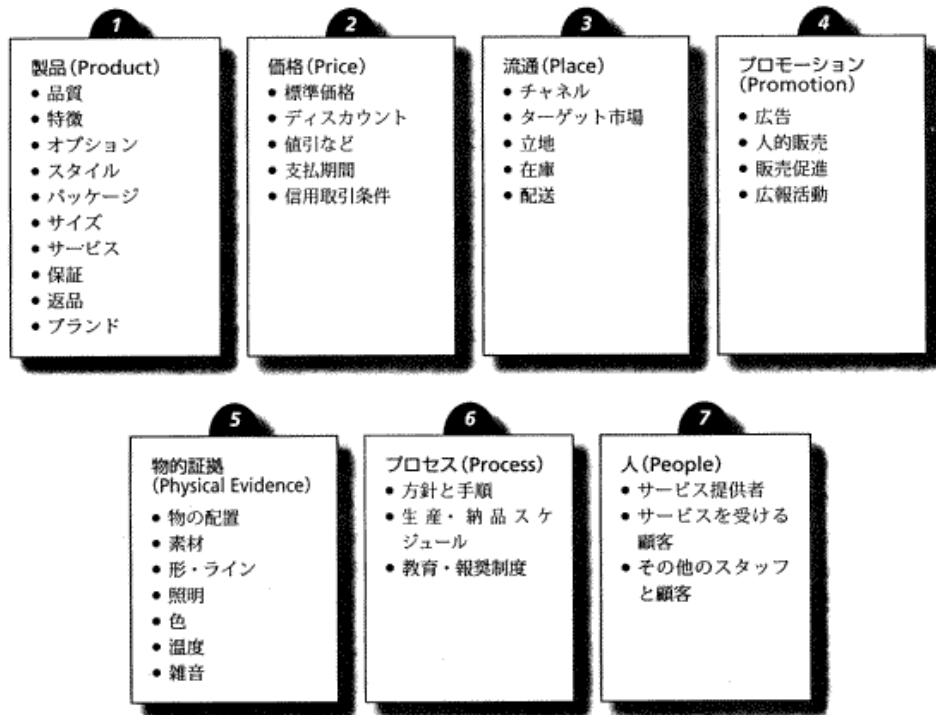 1
製品(Product)
• 品質
• 特徴
• オプション
• スタイル
• パッケージ
• サイズ
• サービス
• 保証
• 返品
• ブランド
2
価格(Price)
• 標準価格
• ディスカウント
• 値引など
• 支払期間
• 信用取引条件
3
流通(Place)
• チャネル
• ターゲット市場
• 立地
• 在庫
• 配送
4
プロモーション
(Promotion)
• 広告
• 人的販売
• 販売促進
• 広報活動
5
物的証拠
(Physical Evidence)
• 物の配置
• 素材
• 形・ライン
• 照明
• 色
• 温度
• 雑音
6
プロセス(Process)
• 方針と手順
• 生産・納品スケ
ジュール
• 教育・報奨制度
7
人(People)
• サービス提供者
• サービスを受ける
顧客
• その他のスタッフ
と顧客